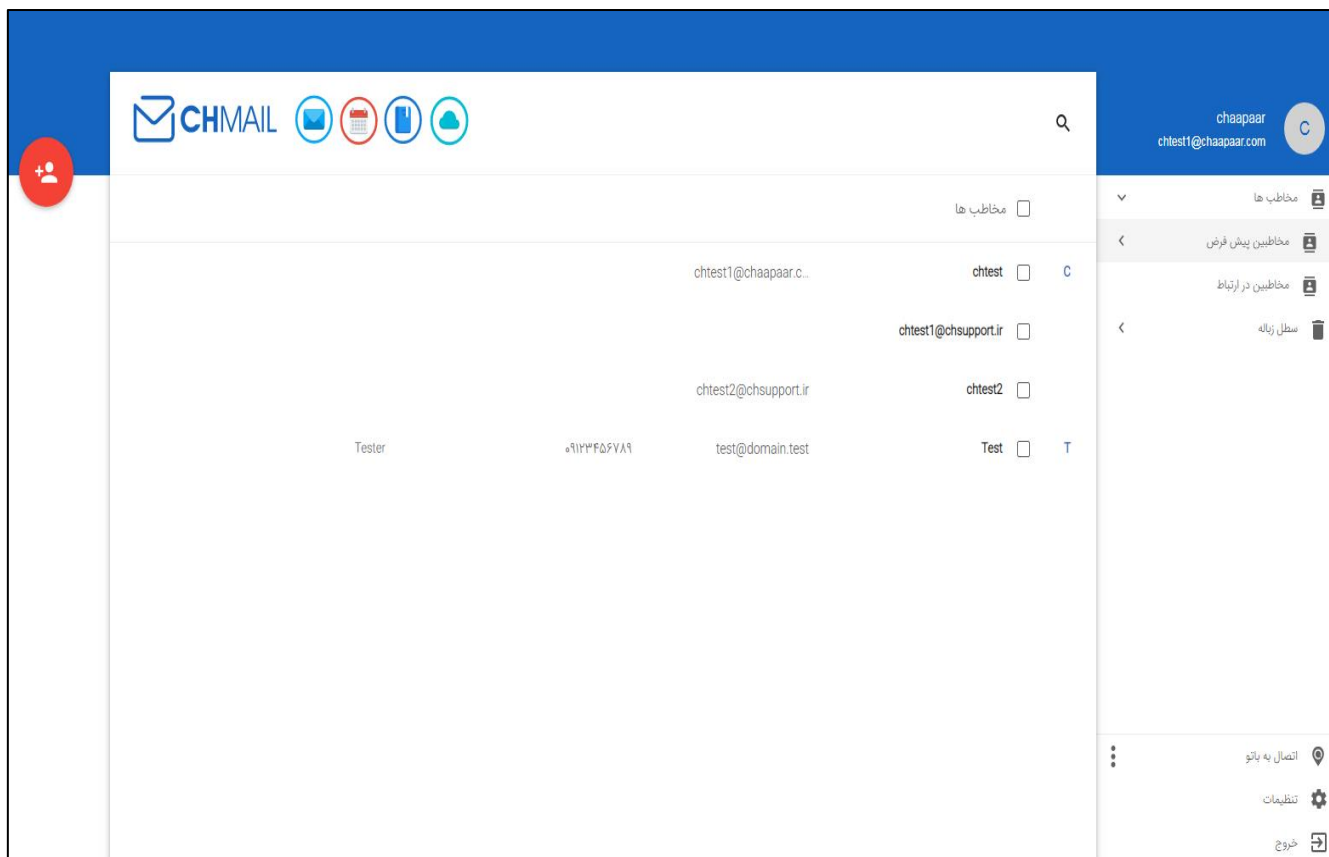 chaapaar
chtest1@chaapaar.com
C
CHMAIL
مخاطب ها
مخاطبین پیش فرض
مخاطبین در ارتباط
سطل زباله
مخاطب ها
C chtest chtest1@chaapaar.c..
chtest1@chsupport.ir
chtest2 chtest2@chsupport.ir
T Test test@domain.test ۰۹۱۲۳۴۵۶۷۸۹ Tester
اتصال به باتو
تنظیمات
خروج